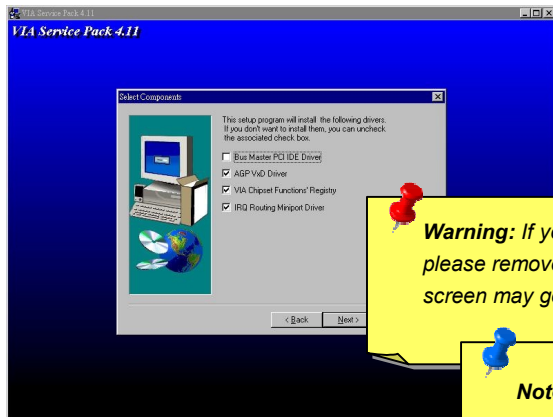 VIA Service Pack 4.11
VIA Service Pack 4.11
Select Components
This setup program will install the following drivers.
If you don't want to install them, you can uncheck
the associated check box.
Bus Master PCI IDE Driver
AGP VxD Driver
VIA Chipset Functions' Registry
IRQ Routing Miniport Driver
< Back
Next >
Warning: If
please remove
screen may